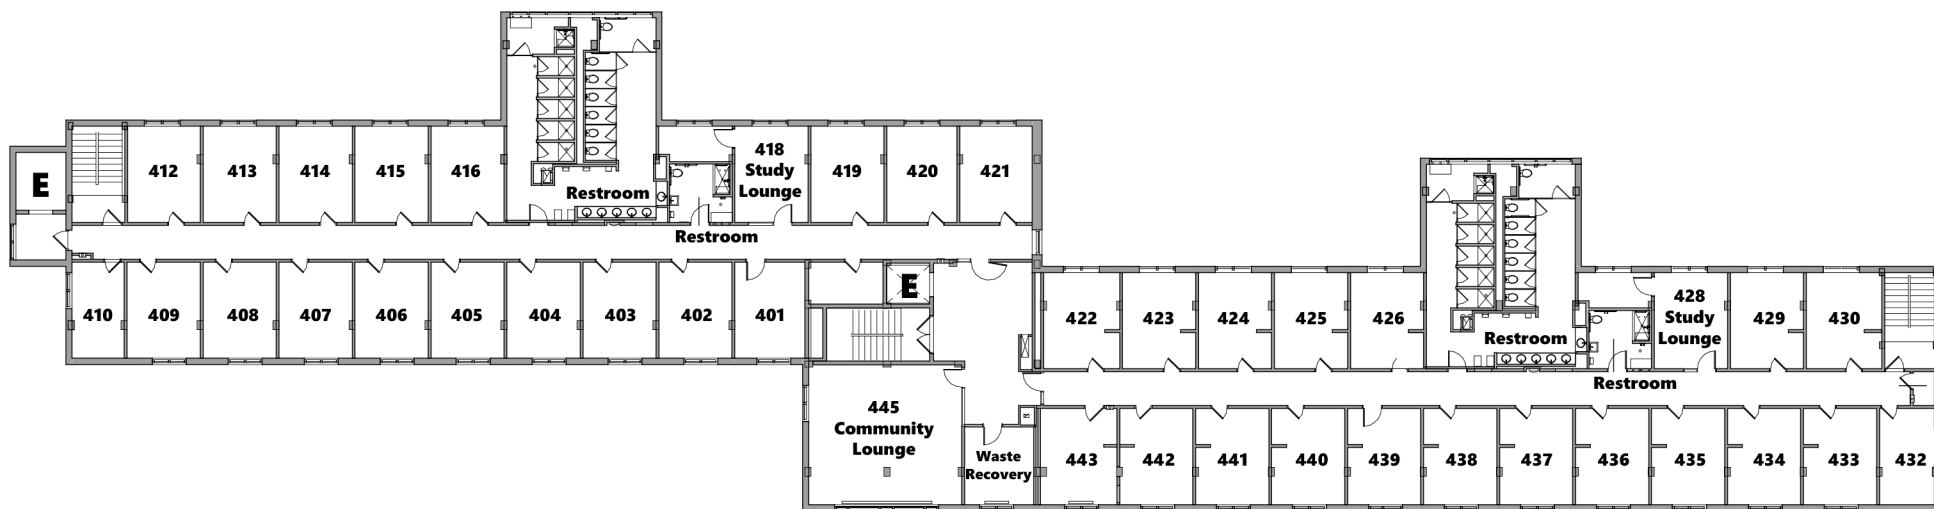 E
412
413
414
415
416
Restroom
418
Study
Lounge
419
420
421
Restroom
410
409
408
407
406
405
404
403
402
401
E
422
423
424
425
426
Restroom
428
Study
Lounge
429
430
Restroom
445
Community
Lounge
Waste
Recovery
443
442
441
440
439
438
437
436
435
434
433
432